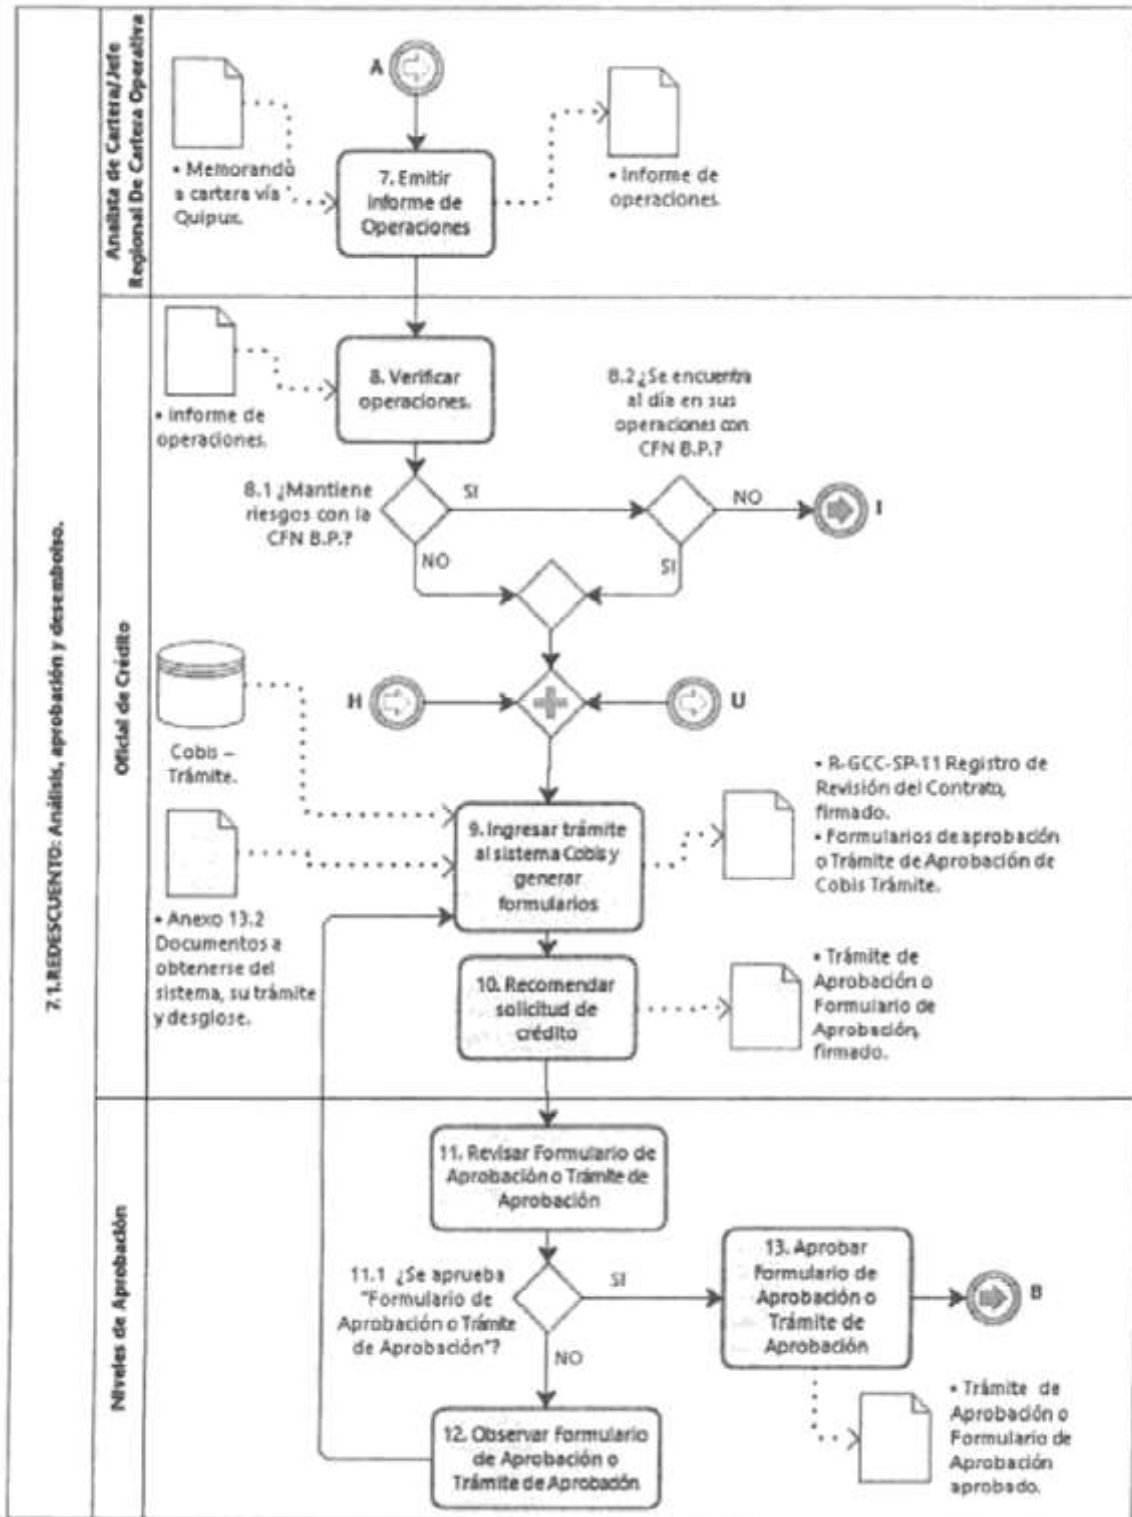 7.1.REDESCUENTO: Análisis, aprobación y desembolso.
Analista de Cartera/Jefe
Regional De Cartera Operativa
A
• Memorando
a cartera vía
Quipux.
7. Emitir
informe de
Operaciones
• Informe de
operaciones.
Oficial de Crédito
• Informe de
operaciones.
8. Verificar
operaciones.
8.2 ¿Se encuentra
al día en sus
operaciones con
CFN B.P.?
8.1 ¿Mantiene
riesgos con la
CFN B.P.?
SI
NO
I
NO
SI
H
U
Cobis –
Trámite.
• Anexo 13.2
Documentos a
obtenerse del
sistema, su trámite
y desglose.
9. Ingresar trámite
al sistema Cobis y
generar
formularios
• R-GCC-SP-11 Registro de
Revisión del Contrato,
firmado.
• Formularios de aprobación
o Trámite de Aprobación de
Cobis Trámite.
10. Recomendar
solicitud de
crédito
• Trámite de
Aprobación o
Formulario de
Aprobación,
firmado.
Niveles de Aprobación
11. Revisar Formulario de
Aprobación o Trámite de
Aprobación
11.1 ¿Se aprueba
"Formulario de
Aprobación o Trámite
de Aprobación"?
SI
NO
13. Aprobar
Formulario de
Aprobación o
Trámite de
Aprobación
B
12. Observar Formulario
de Aprobación o
Trámite de Aprobación
• Trámite de
Aprobación o
Formulario de
Aprobación
aprobado.